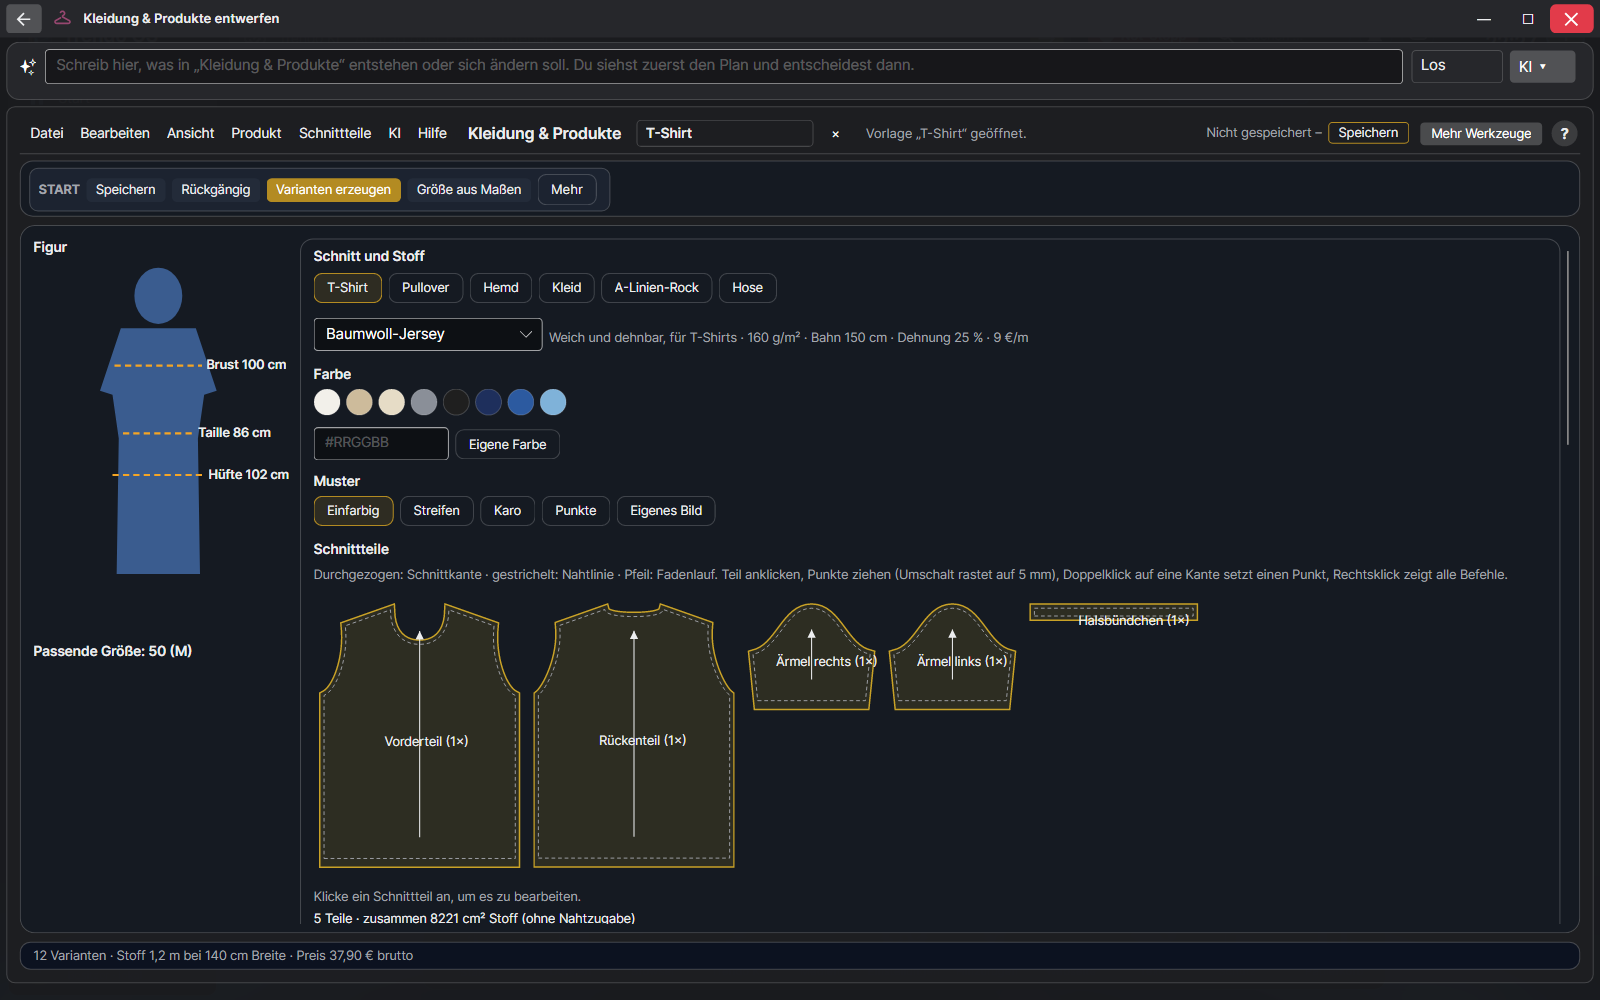 Kleidung & Produkte entwerfen
Schreib hier, was in „Kleidung & Produkte“ entstehen oder sich ändern soll. Du siehst zuerst den Plan und entscheidest dann.
Los
KI
Datei Bearbeiten Ansicht Produkt Schnittteile KI Hilfe Kleidung & Produkte T-Shirt × Vorlage „T-Shirt“ geöffnet. Nicht gespeichert – Speichern Mehr Werkzeuge ?
START Speichern Rückgängig Varianten erzeugen Größe aus Maßen Mehr
Figur
Brust 100 cm
Taille 86 cm
Hüfte 102 cm
Passende Größe: 50 (M)
Schnitt und Stoff
T-Shirt Pullover Hemd Kleid A-Linien-Rock Hose
Baumwoll-Jersey Weich und dehnbar, für T-Shirts · 160 g/m² · Bahn 150 cm · Dehnung 25 % · 9 €/m
Farbe
#RRGGBB Eigene Farbe
Muster
Einfarbig Streifen Karo Punkte Eigenes Bild
Schnittteile
Durchgezogen: Schnittkante · gestrichelt: Nahtlinie · Pfeil: Fadenlauf. Teil anklicken, Punkte ziehen (Umschalt rastet auf 5 mm), Doppelklick auf eine Kante setzt einen Punkt, Rechtsklick zeigt alle Befehle.
Vorderteil (1×)
Rückenteil (1×)
Ärmel rechts (1×)
Ärmel links (1×)
Halsbündchen (1×)
Klicke ein Schnittteil an, um es zu bearbeiten.
5 Teile · zusammen 8221 cm² Stoff (ohne Nahtzugabe)
12 Varianten · Stoff 1,2 m bei 140 cm Breite · Preis 37,90 € brutto